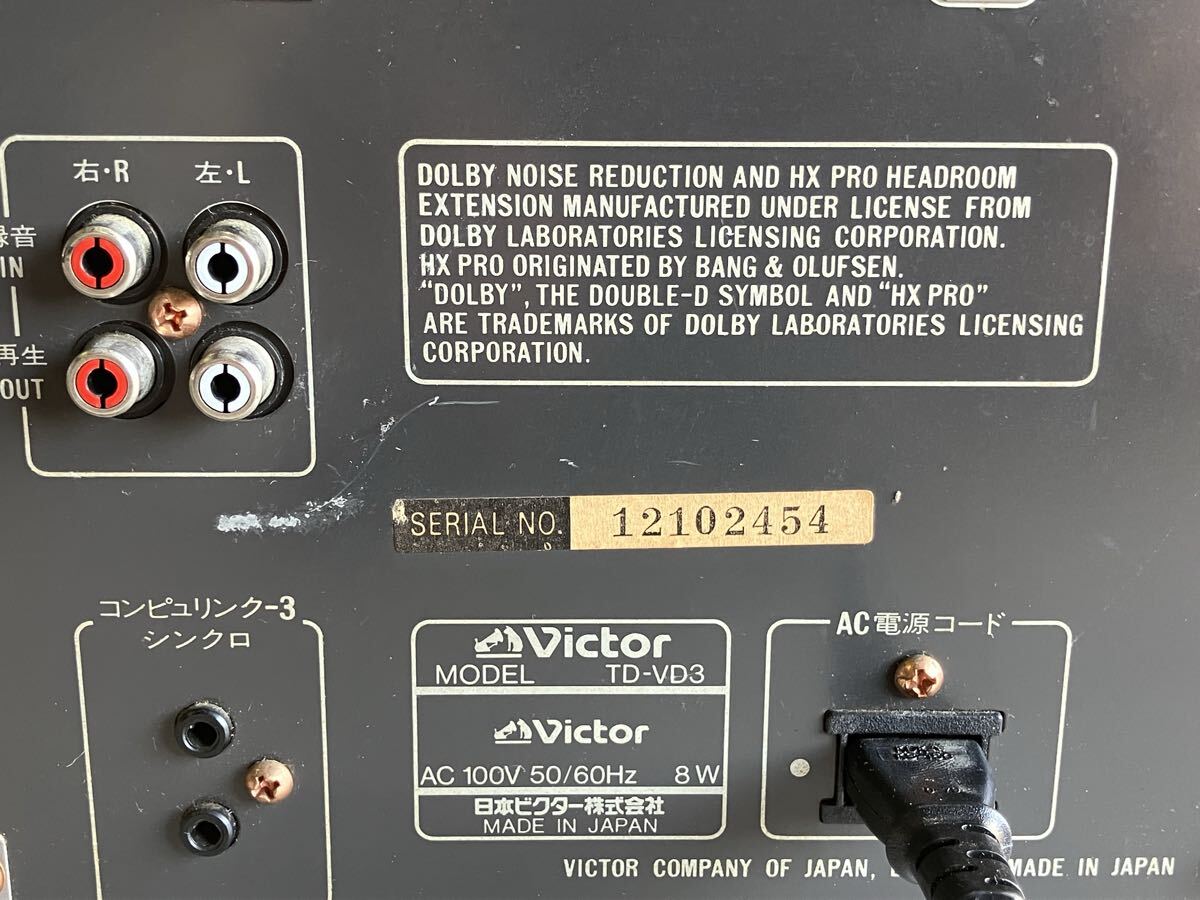 右・R 左・L
録音
IN
再生
OUT
DOLBY NOISE REDUCTION AND HX PRO HEADROOM
EXTENSION MANUFACTURED UNDER LICENSE FROM
DOLBY LABORATORIES LICENSING CORPORATION.
HX PRO ORIGINATED BY BANG & OLUFSEN.
"DOLBY", THE DOUBLE-D SYMBOL AND "HX PRO"
ARE TRADEMARKS OF DOLBY LABORATORIES LICENSING
CORPORATION.
SERIAL NO. 12102454
コンピュリンク-3
シンクロ
Victor
MODEL TD-VD3
Victor
AC 100V 50/60Hz 8W
日本ビクター株式会社
MADE IN JAPAN
AC電源コード
VICTOR COMPANY OF JAPAN, MADE IN JAPAN